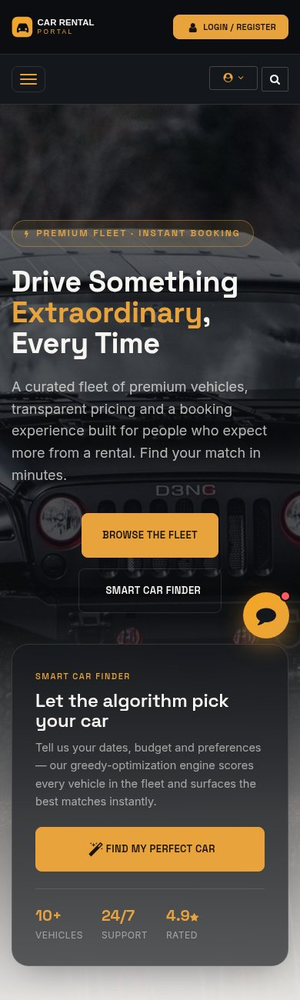 CAR RENTAL
PORTAL
LOGIN / REGISTER
PREMIUM FLEET · INSTANT BOOKING
Drive Something
Extraordinary,
Every Time
A curated fleet of premium vehicles,
transparent pricing and a booking
experience built for people who expect
more from a rental. Find your match in
minutes.
D3NG
BROWSE THE FLEET
SMART CAR FINDER
SMART CAR FINDER
Let the algorithm pick
your car
Tell us your dates, budget and preferences
— our greedy-optimization engine scores
every vehicle in the fleet and surfaces the
best matches instantly.
FIND MY PERFECT CAR
10+
24/7
4.9★
VEHICLES
SUPPORT
RATED